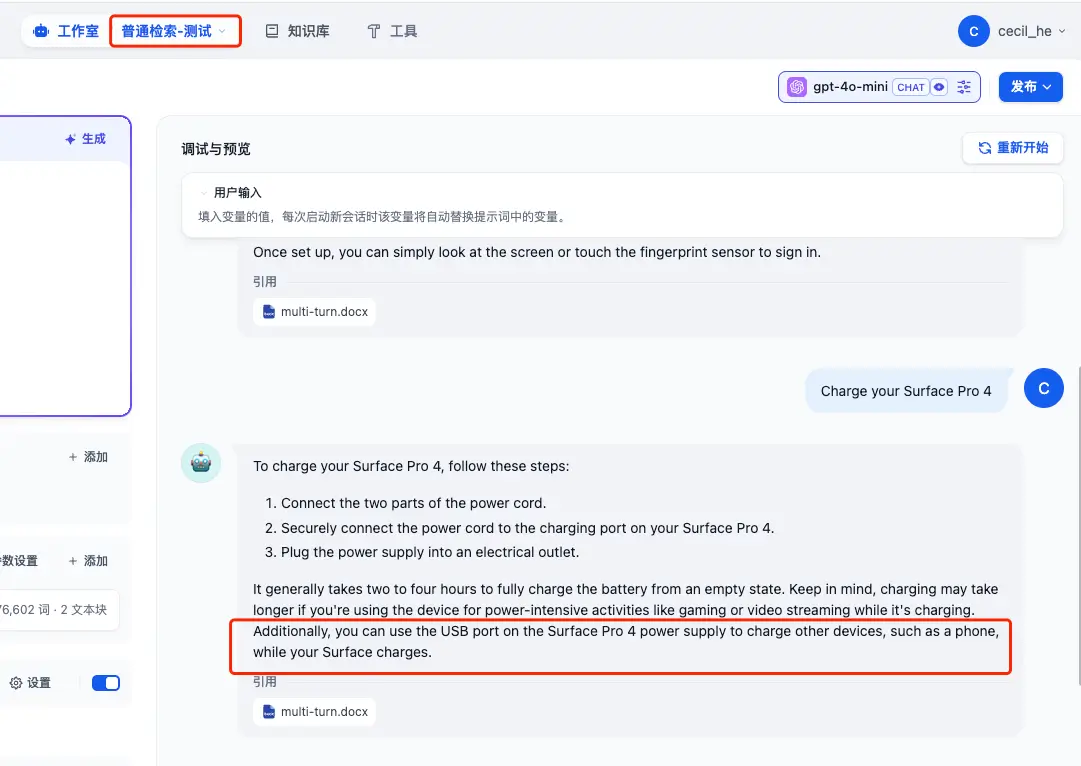 工作室 普通检索-测试 知识库 工具 C cecil_he
gpt-4o-mini CHAT 发布
生成
调试与预览 重新开始
用户输入
填入变量的值，每次启动新会话时该变量将自动替换提示词中的变量。
Once set up, you can simply look at the screen or touch the fingerprint sensor to sign in.
引用
multi-turn.docx
Charge your Surface Pro 4 C
+ 添加
To charge your Surface Pro 4, follow these steps:
1. Connect the two parts of the power cord.
2. Securely connect the power cord to the charging port on your Surface Pro 4.
3. Plug the power supply into an electrical outlet.
数设置 + 添加
It generally takes two to four hours to fully charge the battery from an empty state. Keep in mind, charging may take
76,602 词 · 2 文本块
longer if you're using the device for power-intensive activities like gaming or video streaming while it's charging.
Additionally, you can use the USB port on the Surface Pro 4 power supply to charge other devices, such as a phone,
while your Surface charges.
设置
引用
multi-turn.docx